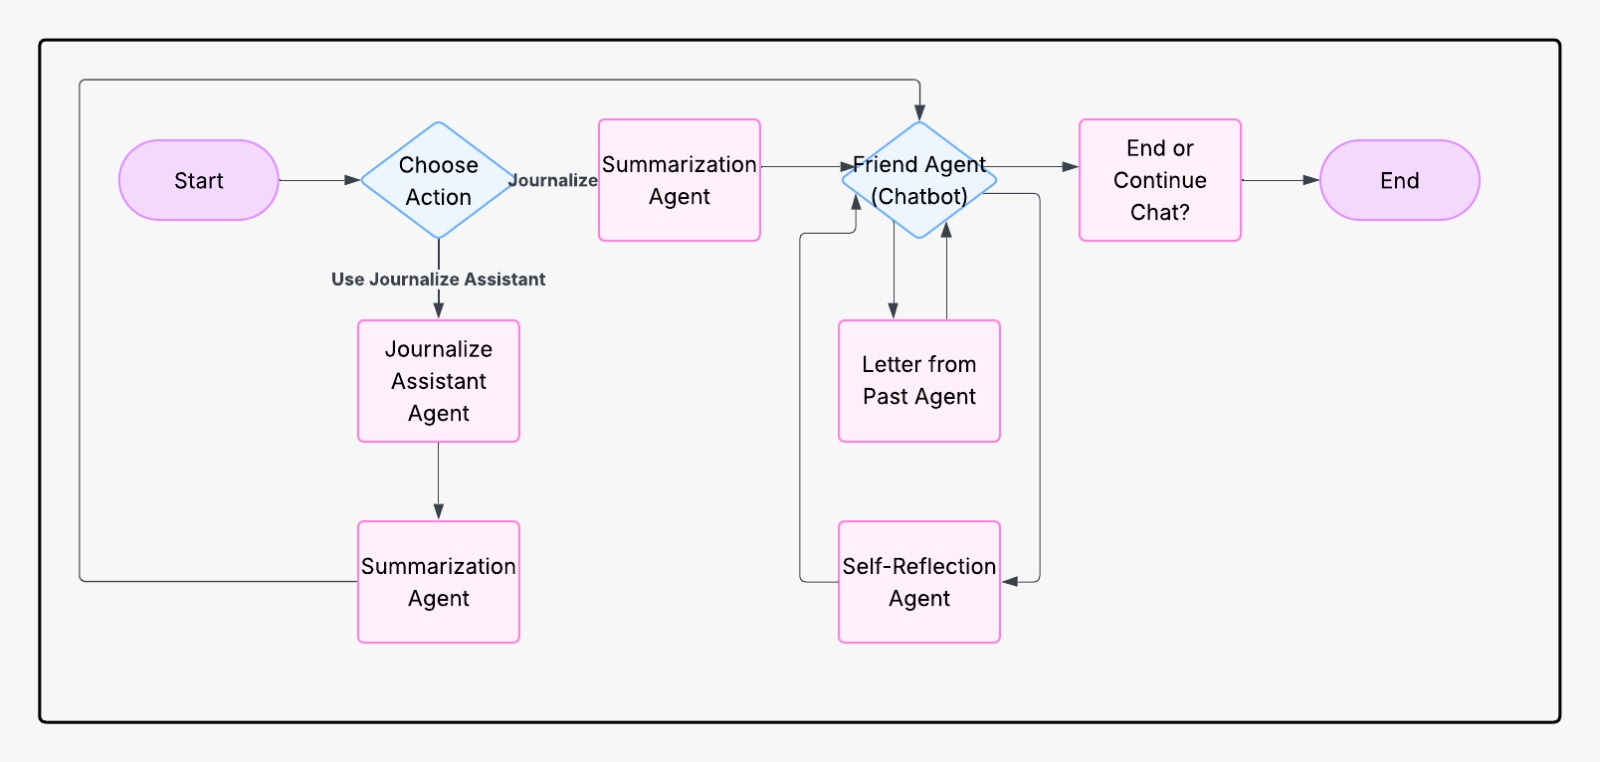 Start
Choose
Action
Journalize
Summarization
Agent
Friend Agent
(Chatbot)
End or
Continue
Chat?
End
Use Journalize Assistant
Journalize
Assistant
Agent
Letter from
Past Agent
Summarization
Agent
Self-Reflection
Agent